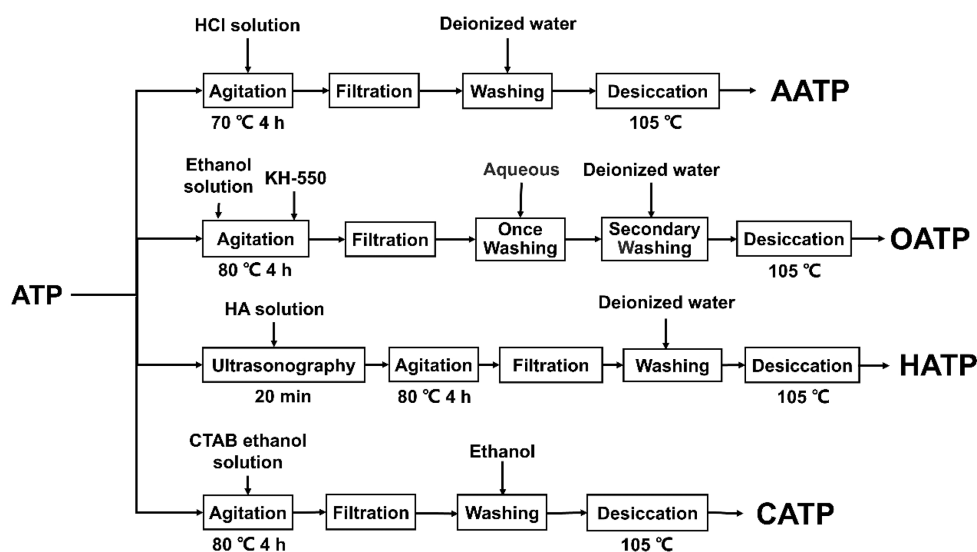 HCl solution
Deionized water
Agitation
Filtration
Washing
Desiccation
AATP
70 ℃ 4 h
105 ℃
Ethanol
solution
KH-550
Aqueous
Deionized water
Agitation
Filtration
Once
Washing
Secondary
Washing
Desiccation
OATP
80 ℃ 4 h
105 ℃
ATP
HA solution
Deionized water
Ultrasonography
Agitation
Filtration
Washing
Desiccation
HATP
20 min
80 ℃ 4 h
105 ℃
CTAB ethanol
solution
Ethanol
Agitation
Filtration
Washing
Desiccation
CATP
80 ℃ 4 h
105 ℃